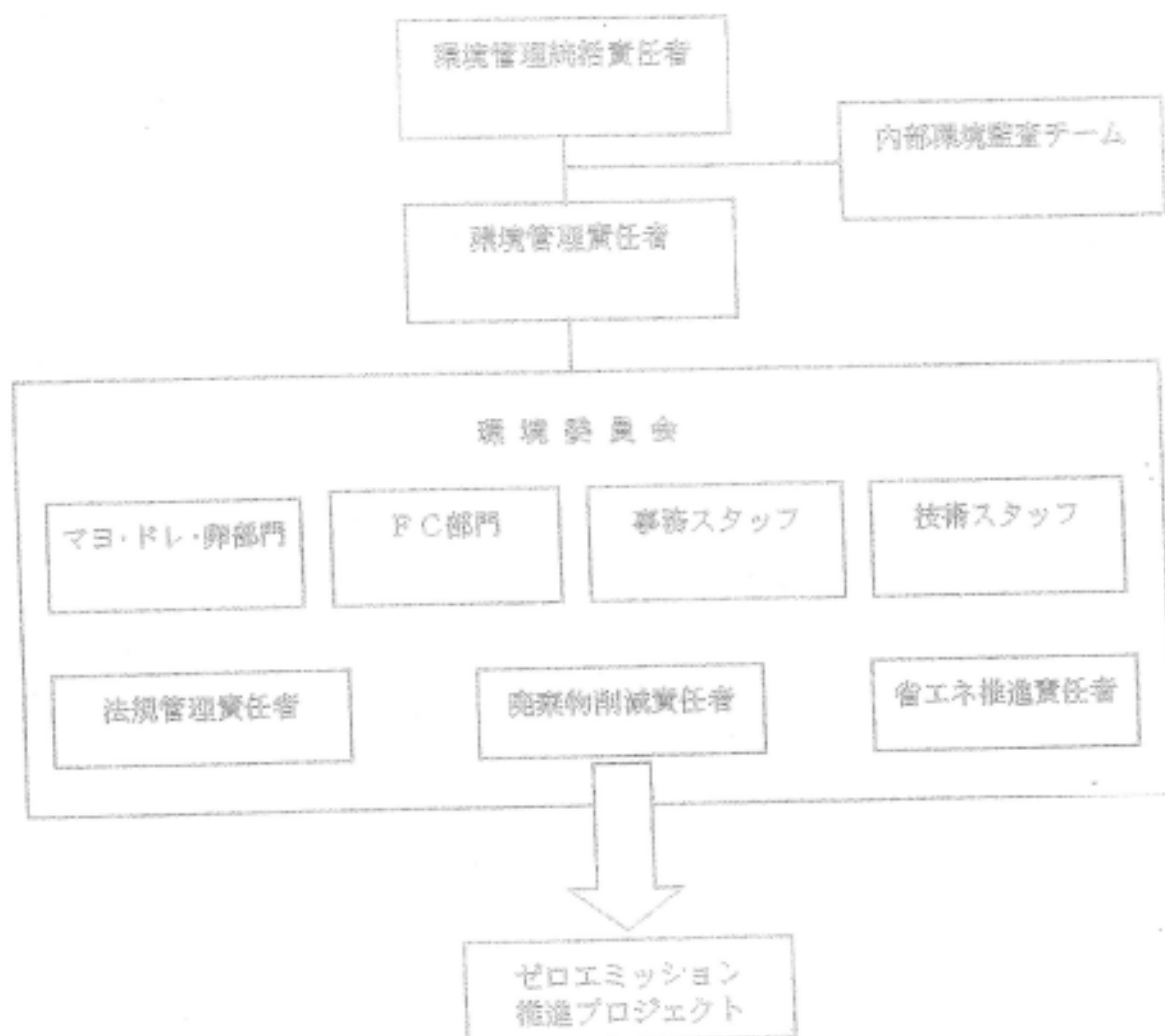 環境管理統括責任者
内部環境監査チーム
環境管理責任者
環境委員会
マヨ・ドレ・卵部門
ＦＣ部門
事務スタッフ
技術スタッフ
法規管理責任者
廃棄物削減責任者
省エネ推進責任者
ゼロエミッション
推進プロジェクト